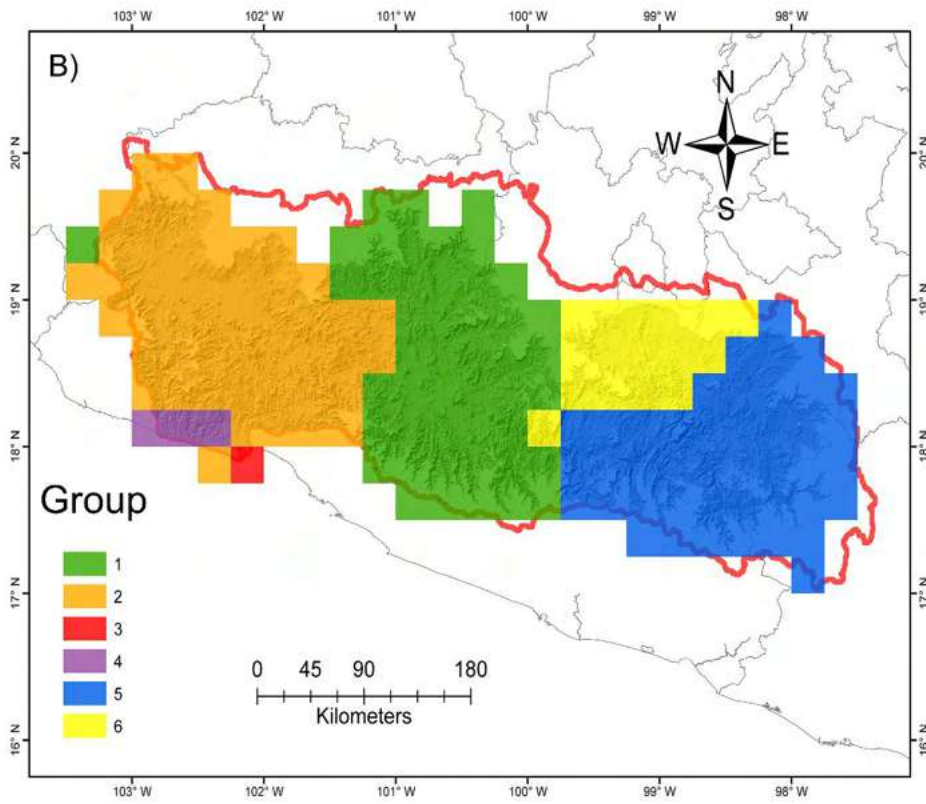 103° W 102° W 101° W 100° W 99° W 98° W
B)
N
W E
S
20° N 20° N
19° N 19° N
18° N 18° N
17° N 17° N
16° N 16° N
Group
1
2
3
4
5
6
0 45 90 180
Kilometers
103° W 102° W 101° W 100° W 99° W 98° W